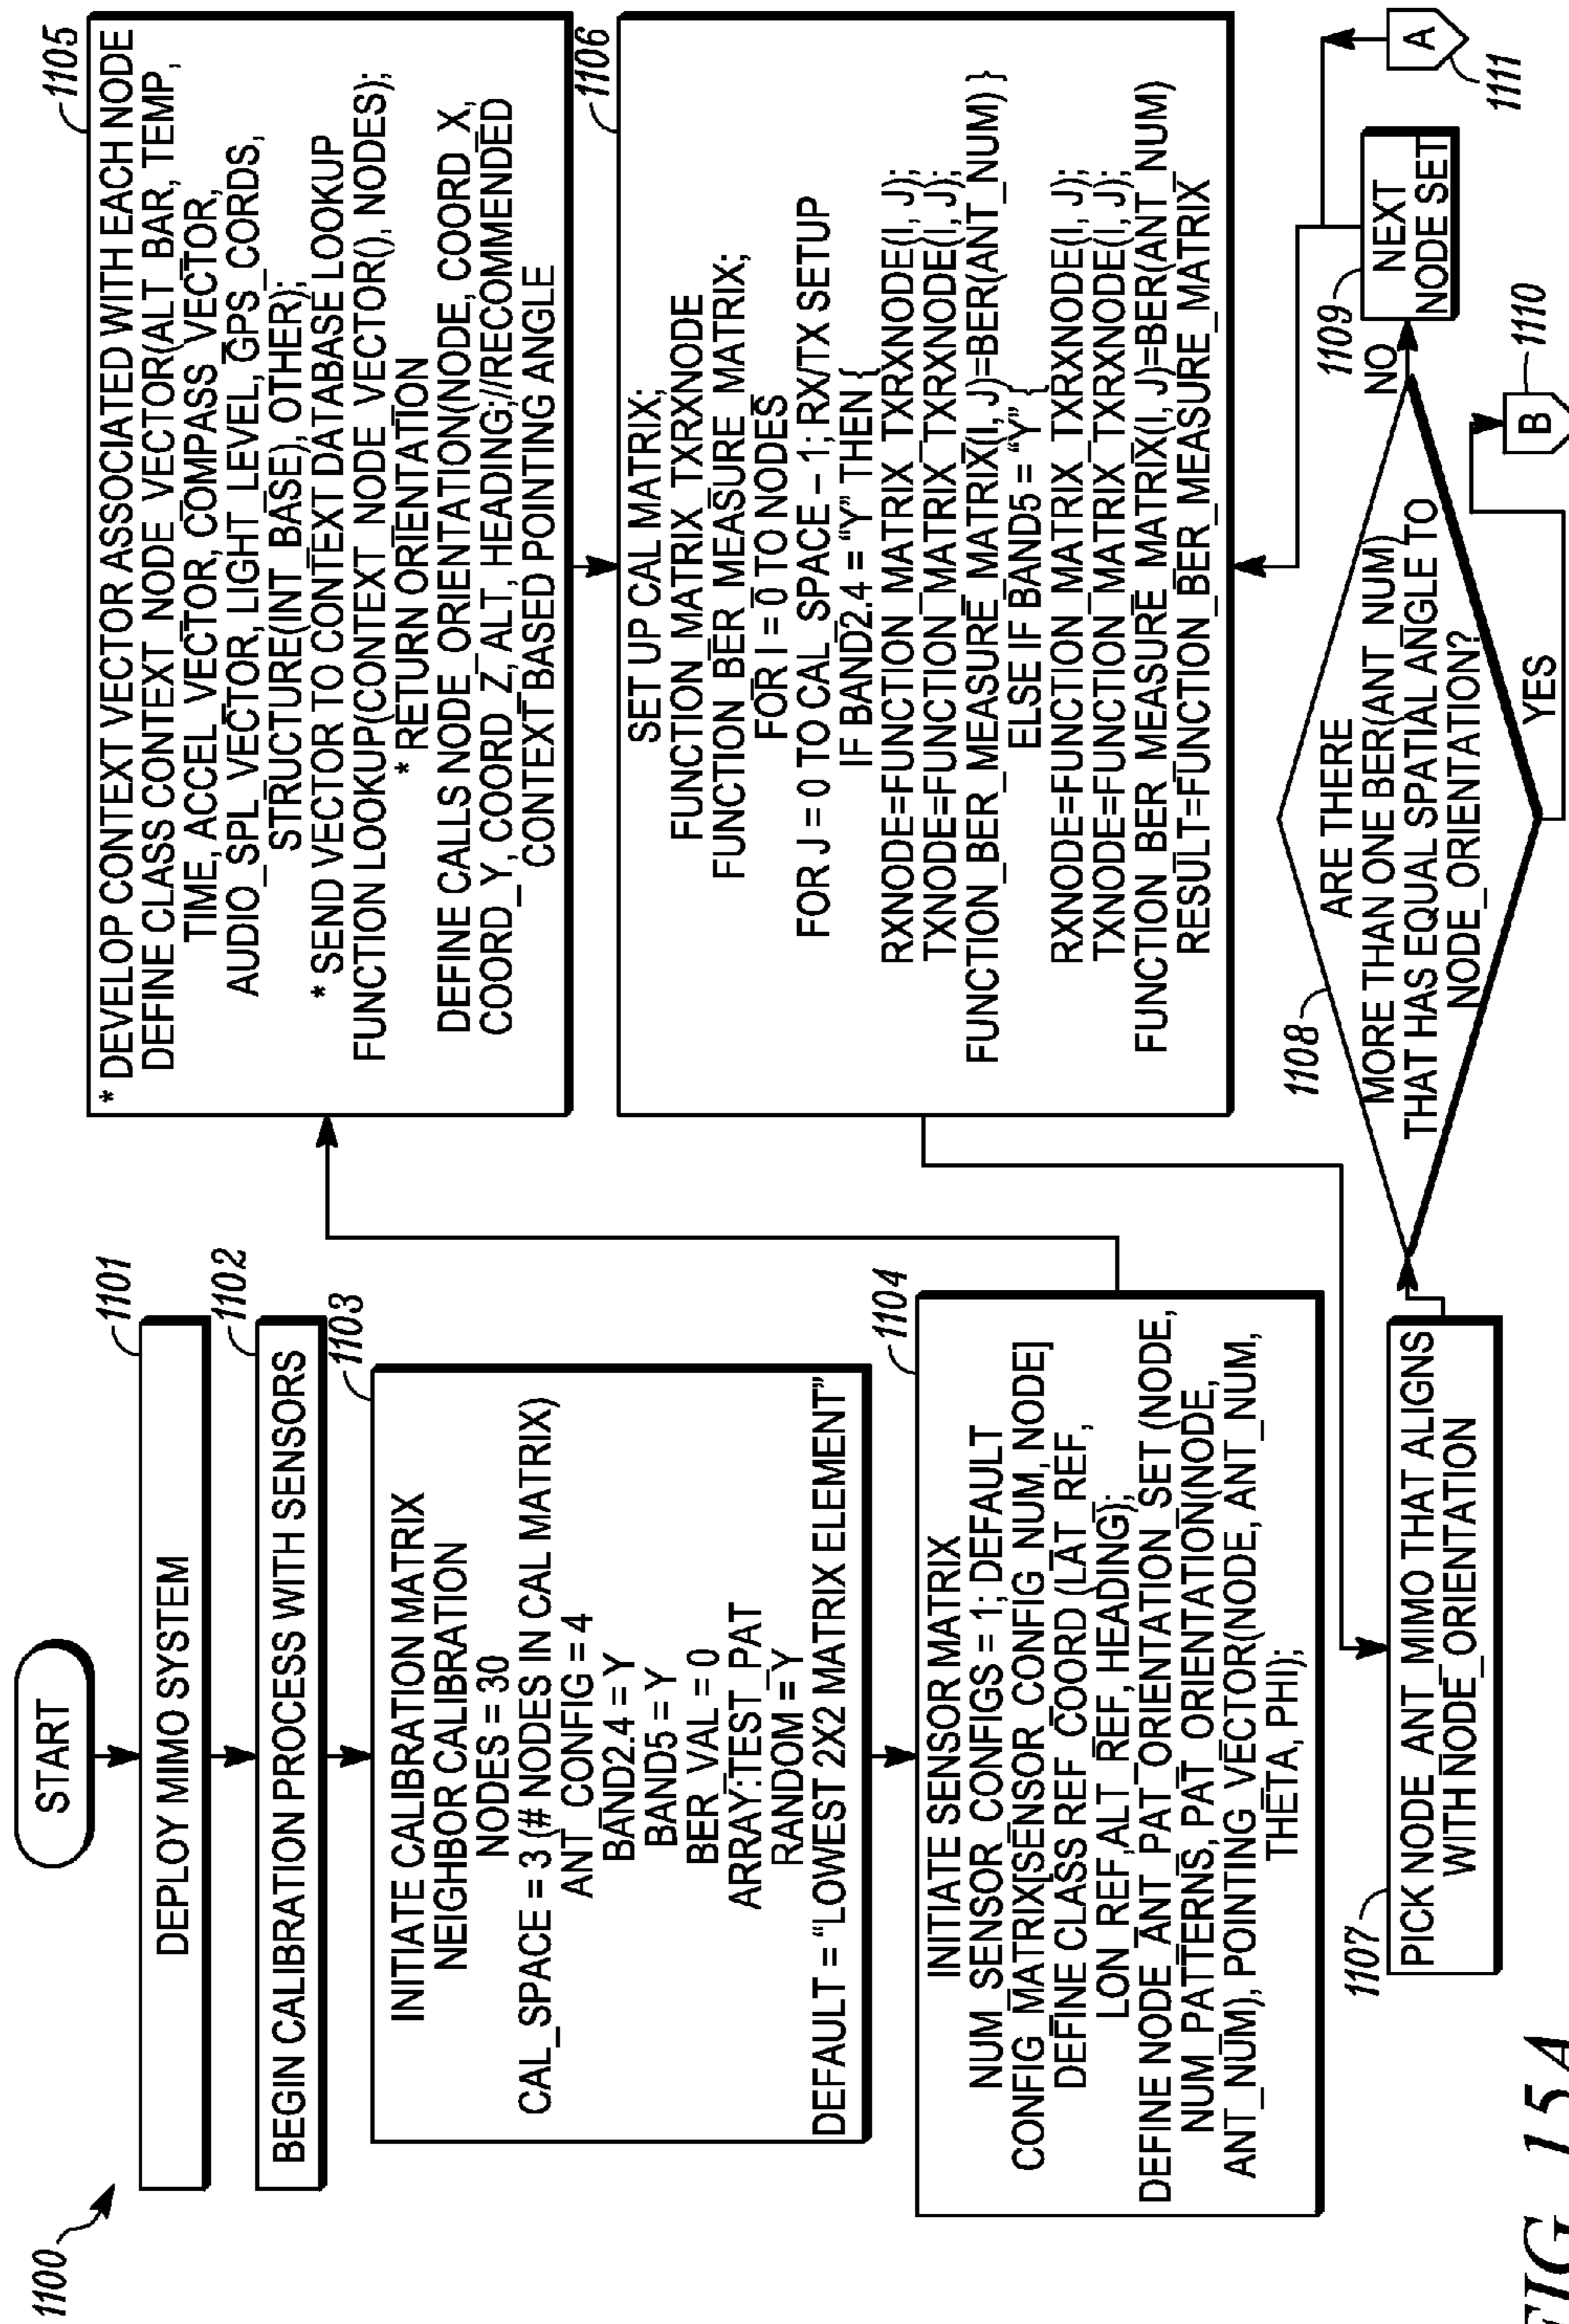 1100
START
1101
DEPLOY MIMO SYSTEM
1102
BEGIN CALIBRATION PROCESS WITH SENSORS
1103
INITIATE CALIBRATION MATRIX
NEIGHBOR CALIBRATION
NODES = 30
CAL_SPACE = 3 (# NODES IN CAL MATRIX)
ANT_CONFIG = 4
BAND2.4 = Y
BAND5 = Y
BER_VAL = 0
ARRAY:TEST_PAT
RANDOM = Y
DEFAULT = “LOWEST 2X2 MATRIX ELEMENT”
1104
INITIATE SENSOR MATRIX
NUM_SENSOR_CONFIGS = 1; DEFAULT
CONFIG_MATRIX[SENSOR_CONFIG_NUM, NODE]
DEFINE CLASS REF_COORD (LAT_REF,
LON_REF,ALT_REF, HEADING);
DEFINE NODE_ANT_PAT_ORIENTATION_SET (NODE,
NUM_PATTERNS, PAT_ORIENTATION(NODE,
ANT_NUM), POINTING_VECTOR(NODE, ANT_NUM,
THETA, PHI);
1105
* DEVELOP CONTEXT VECTOR ASSOCIATED WITH EACH NODE
DEFINE CLASS CONTEXT_NODE_VECTOR(ALT_BAR, TEMP,
TIME, ACCEL_VECTOR, COMPASS_VECTOR,
AUDIO_SPL_VECTOR, LIGHT_LEVEL, GPS_CORDS,
STRUCTURE(INT_BASE), OTHER);
* SEND VECTOR TO CONTEXT DATABASE LOOKUP
FUNCTION LOOKUP(CONTEXT_NODE_VECTOR(), NODES);
* RETURN ORIENTATION
DEFINE CALLS NODE_ORIENTATION(NODE, COORD_X,
COORD_Y, COORD_Z, ALT, HEADING;//RECOMMENDED
CONTEXT_BASED POINTING ANGLE
1106
SET UP CAL MATRIX;
FUNCTION_MATRIX_TXRXNODE
FUNCTION_BER_MEASURE_MATRIX;
FOR I = 0 TO NODES
FOR J = 0 TO CAL_SPACE – 1; RX/TX SETUP
IF BAND2.4 = “Y” THEN {
RXNODE=FUNCTION_MATRIX_TXRXNODE(I, J);
TXNODE=FUNCTION_MATRIX_TXRXNODE(I, J);
FUNCTION_BER_MEASURE_MATRIX(I, J)=BER(ANT_NUM) }
ELSE IF BAND5 = “Y” {
RXNODE=FUNCTION_MATRIX_TXRXNODE(I, J);
TXNODE=FUNCTION_MATRIX_TXRXNODE(I, J);
FUNCTION_BER_MEASURE_MATRIX(I, J)=BER(ANT_NUM)
RESULT=FUNCTION_BER_MEASURE_MATRIX
1107
PICK NODE_ANT_MIMO THAT ALIGNS
WITH NODE_ORIENTATION
1108
ARE THERE
MORE THAN ONE BER(ANT_NUM)
THAT HAS EQUAL SPATIAL ANGLE TO
NODE_ORIENTATION?
NO
YES
1109
NEXT
NODE SET
B
1110
A
1111
FIG. 15A